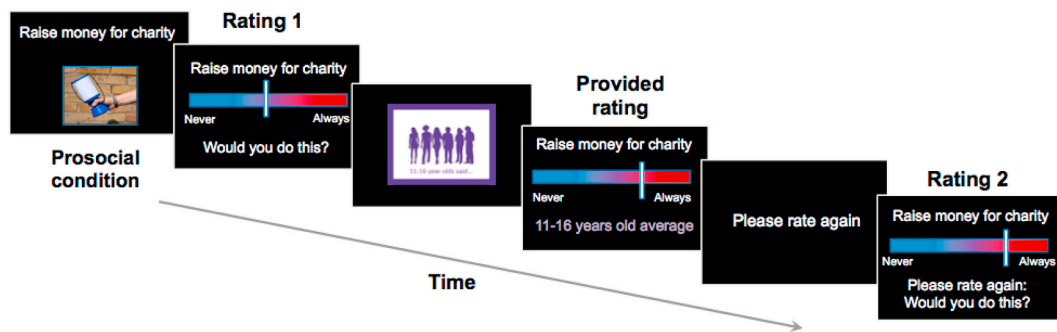 Raise money for charity
Prosocial
condition
Rating 1
Raise money for charity
Never Always
Would you do this?
11-16 year olds said...
Provided
rating
Raise money for charity
Never Always
11-16 years old average
Please rate again
Rating 2
Raise money for charity
Never Always
Please rate again:
Would you do this?
Time